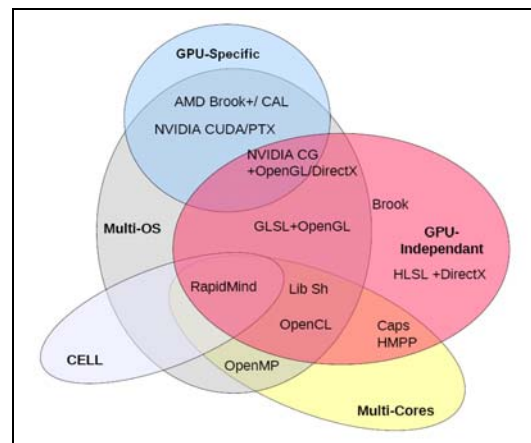 GPU-Specific
AMD Brook+/ CAL
NVIDIA CUDA/PTX
NVIDIA CG
+OpenGL/DirectX
Brook
Multi-OS
GLSL+OpenGL
GPU-
Independant
HLSL +DirectX
RapidMind
Lib Sh
OpenCL
Caps
HMPP
CELL
OpenMP
Multi-Cores